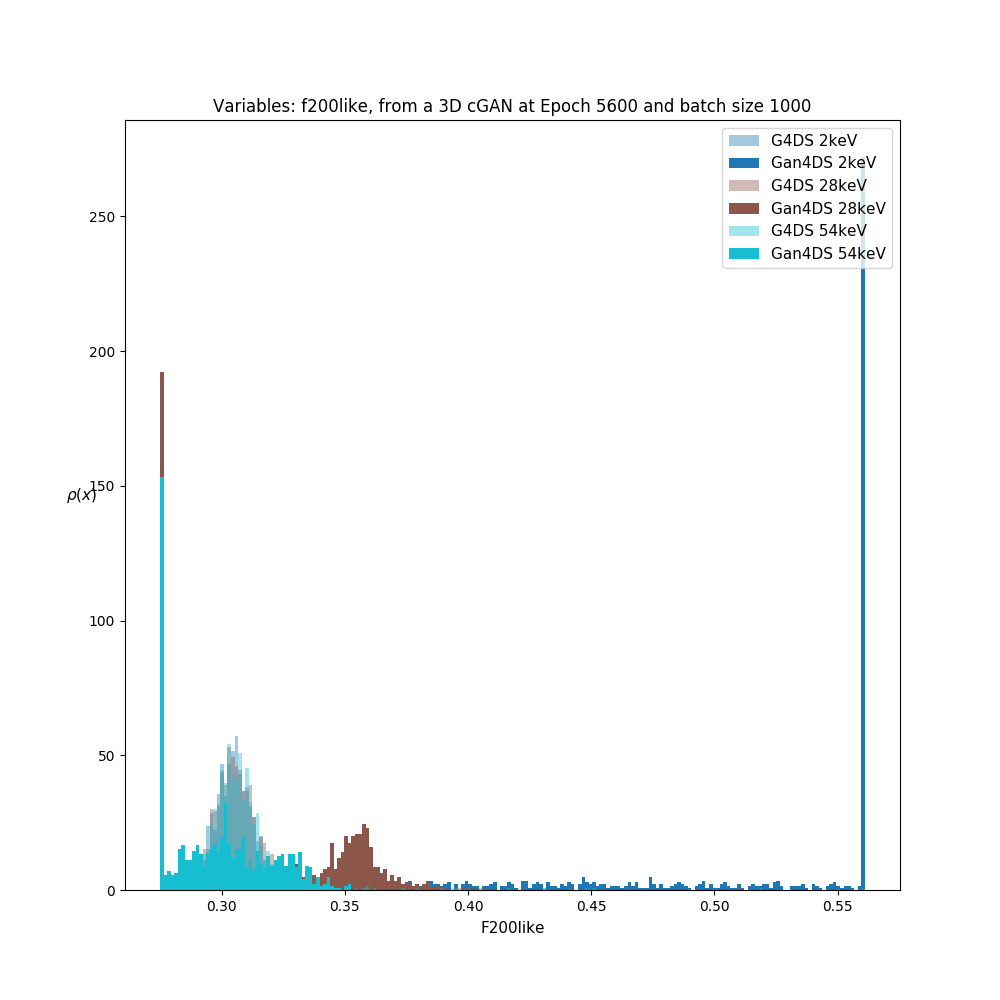 Variables: f200like, from a 3D cGAN at Epoch 5600 and batch size 1000
G4DS 2keV
Gan4DS 2keV
G4DS 28keV
Gan4DS 28keV
G4DS 54keV
Gan4DS 54keV
250
200
150
ρ(x)
100
50
0
0.30 0.35 0.40 0.45 0.50 0.55
F200like